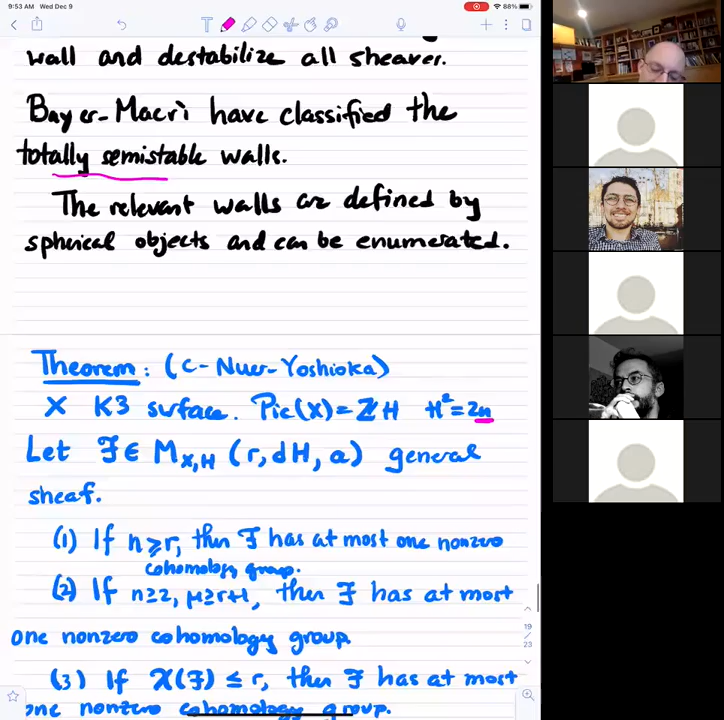 9:53 AM Wed Dec 9
88%
wall and destabilize all sheaves.
Bayer-Macrì have classified the
totally semistable walls.
The relevant walls are defined by
spherical objects and can be enumerated.
Theorem: (C-Nuer-Yoshioka)
X K3 surface. Pic(X) = ℤH H² = 2n
Let ℱ ∈ M_{X,H} (r, dH, a) general
sheaf.
(1) If n ≥ r, then ℱ has at most one nonzero
cohomology group.
(2) If n ≥ 2, μ ≥ r+1, then ℱ has at most
one nonzero cohomology group.
(3) If χ(ℱ) ≤ r, then ℱ has at most
one nonzero cohomology group.
19
/
23